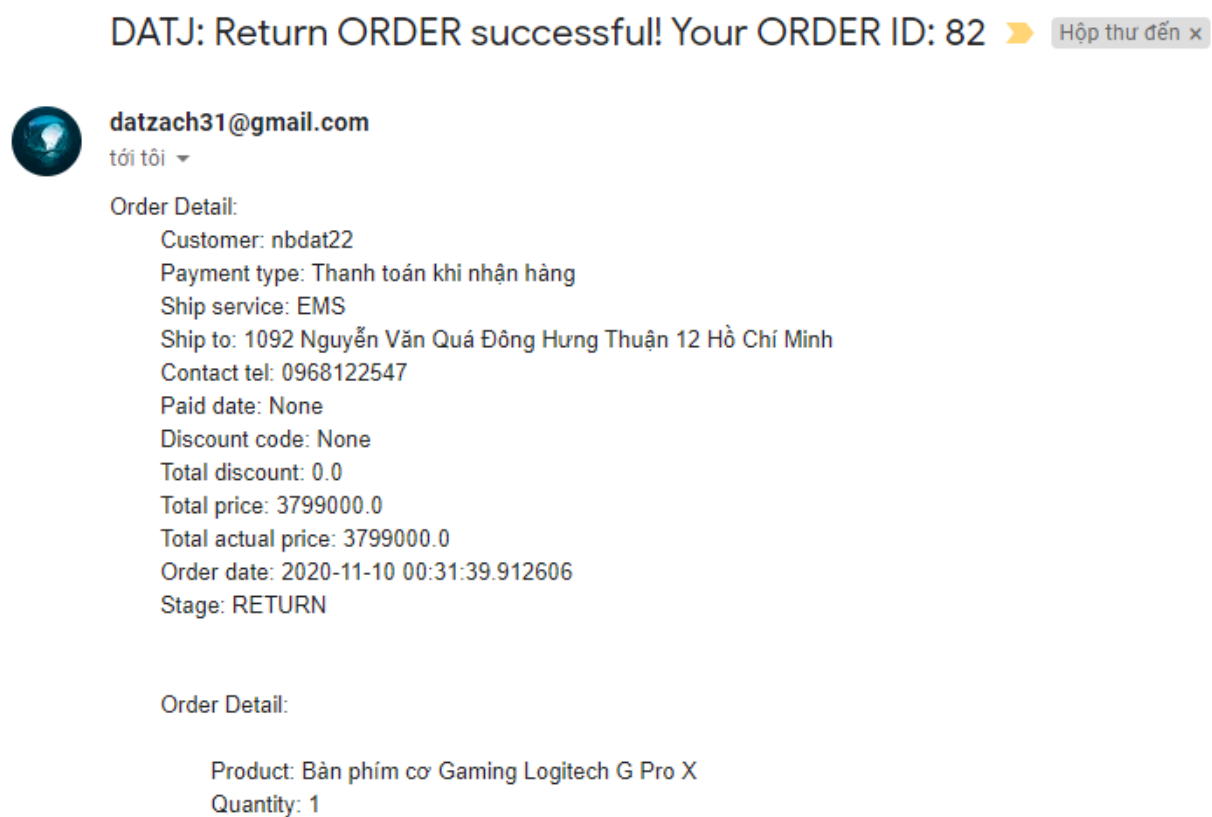 DATJ: Return ORDER successful! Your ORDER ID: 82 Hộp thư đến ×
datzach31@gmail.com
tới tôi
Order Detail:
Customer: nbdat22
Payment type: Thanh toán khi nhận hàng
Ship service: EMS
Ship to: 1092 Nguyễn Văn Quá Đông Hưng Thuận 12 Hồ Chí Minh
Contact tel: 0968122547
Paid date: None
Discount code: None
Total discount: 0.0
Total price: 3799000.0
Total actual price: 3799000.0
Order date: 2020-11-10 00:31:39.912606
Stage: RETURN
Order Detail:
Product: Bàn phím cơ Gaming Logitech G Pro X
Quantity: 1